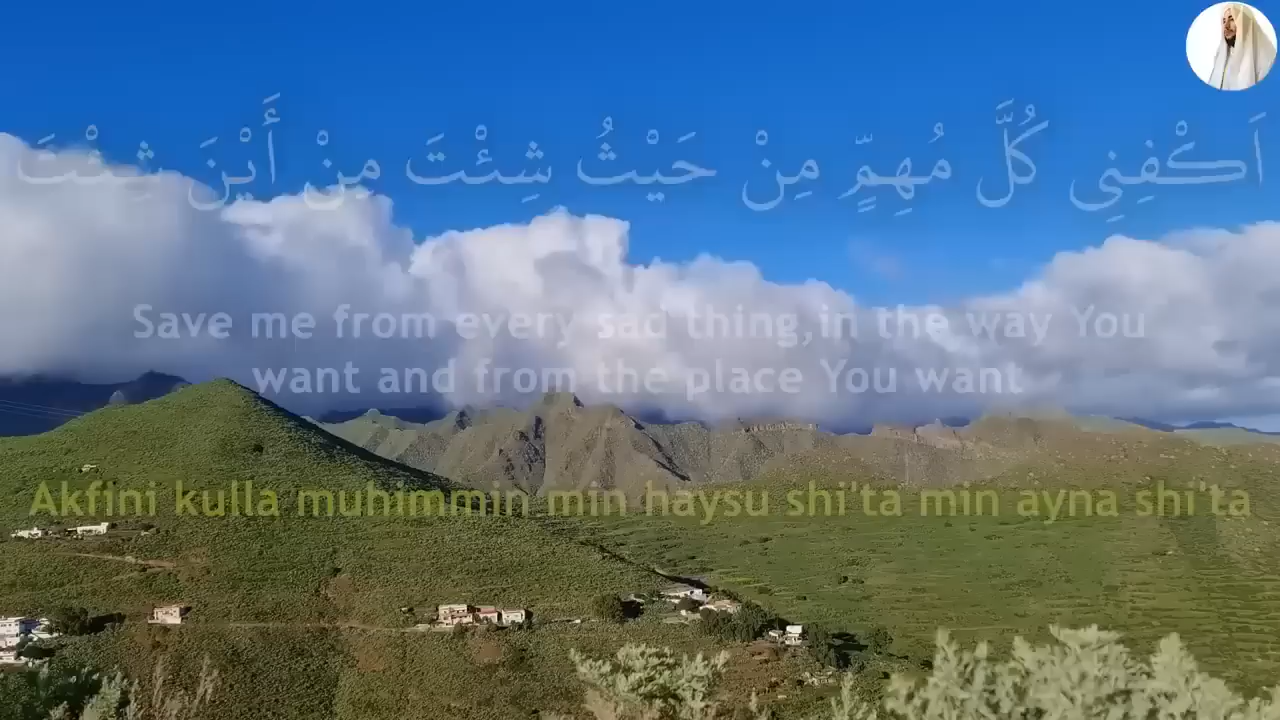 اَكْفِنِى كُلَّ مُهِمٍّ مِنْ حَيْثُ شِئْتَ مِنْ أَيْنَ شِئْتَ
Save me from every sad thing,in the way You
want and from the place You want
Akfini kulla muhimmin min haysu shi'ta min ayna shi'ta